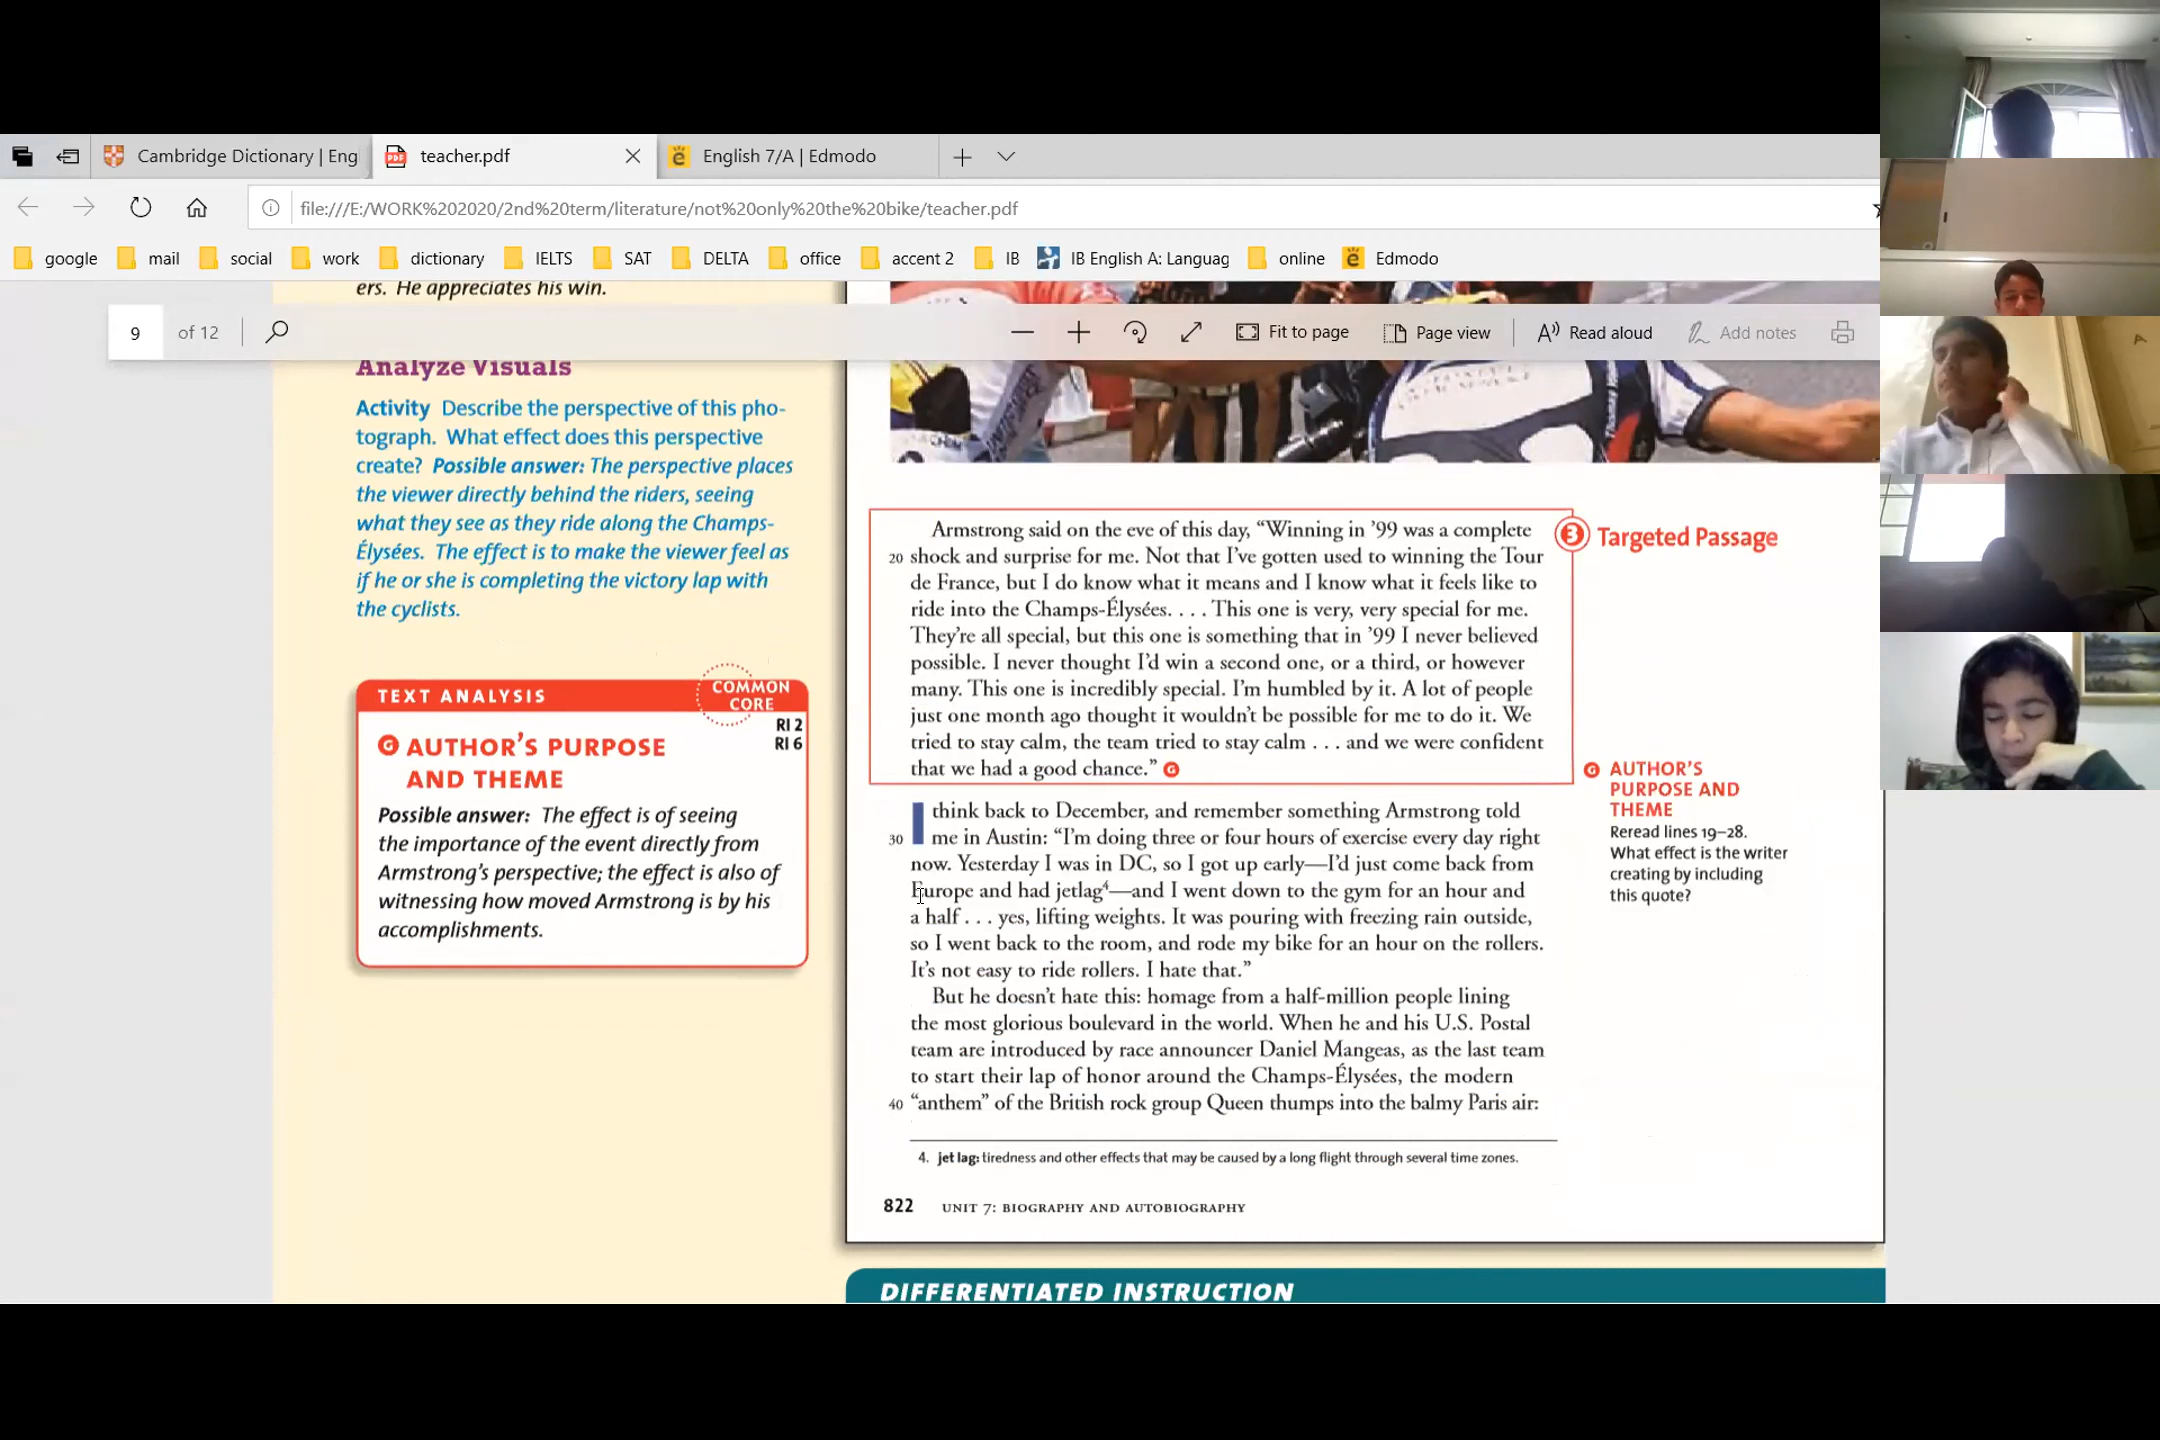 Cambridge Dictionary | Eng
teacher.pdf
English 7/A | Edmodo
file:///E:/WORK%202020/2nd%20term/literature/not%20only%20the%20bike/teacher.pdf
google mail social work dictionary IELTS SAT DELTA office accent 2 IB IB English A: Languag online Edmodo
ers. He appreciates his win.
9 of 12 Fit to page Page view Read aloud Add notes
Analyze Visuals
Activity Describe the perspective of this pho-
tograph. What effect does this perspective
create? Possible answer: The perspective places
the viewer directly behind the riders, seeing
what they see as they ride along the Champs-
Élysées. The effect is to make the viewer feel as
if he or she is completing the victory lap with
the cyclists.
TEXT ANALYSIS
COMMON
CORE
RI 2
RI 6
G AUTHOR'S PURPOSE
AND THEME
Possible answer: The effect is of seeing
the importance of the event directly from
Armstrong's perspective; the effect is also of
witnessing how moved Armstrong is by his
accomplishments.
Armstrong said on the eve of this day, “Winning in ’99 was a complete
20 shock and surprise for me. Not that I’ve gotten used to winning the Tour
de France, but I do know what it means and I know what it feels like to
ride into the Champs-Élysées. . . . This one is very, very special for me.
They’re all special, but this one is something that in ’99 I never believed
possible. I never thought I’d win a second one, or a third, or however
many. This one is incredibly special. I’m humbled by it. A lot of people
just one month ago thought it wouldn’t be possible for me to do it. We
tried to stay calm, the team tried to stay calm . . . and we were confident
that we had a good chance.” G
3 Targeted Passage
I think back to December, and remember something Armstrong told
30 me in Austin: “I’m doing three or four hours of exercise every day right
now. Yesterday I was in DC, so I got up early—I’d just come back from
Europe and had jetlag4—and I went down to the gym for an hour and
a half . . . yes, lifting weights. It was pouring with freezing rain outside,
so I went back to the room, and rode my bike for an hour on the rollers.
It’s not easy to ride rollers. I hate that.”
But he doesn’t hate this: homage from a half-million people lining
the most glorious boulevard in the world. When he and his U.S. Postal
team are introduced by race announcer Daniel Mangeas, as the last team
to start their lap of honor around the Champs-Élysées, the modern
40 “anthem” of the British rock group Queen thumps into the balmy Paris air:
G AUTHOR'S
PURPOSE AND
THEME
Reread lines 19–28.
What effect is the writer
creating by including
this quote?
4. jet lag: tiredness and other effects that may be caused by a long flight through several time zones.
822 UNIT 7: BIOGRAPHY AND AUTOBIOGRAPHY
DIFFERENTIATED INSTRUCTION